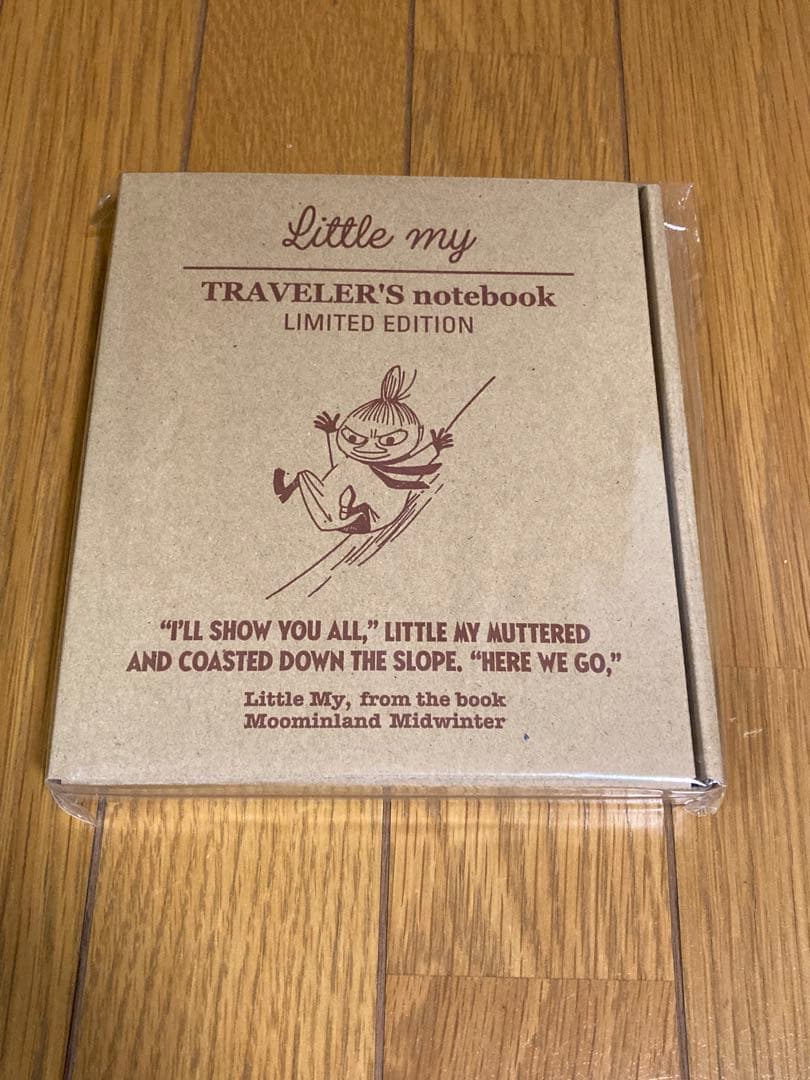 Little my
TRAVELER'S notebook
LIMITED EDITION
“I'LL SHOW YOU ALL,” LITTLE MY MUTTERED
AND COASTED DOWN THE SLOPE. “HERE WE GO,”
Little My, from the book
Moominland Midwinter